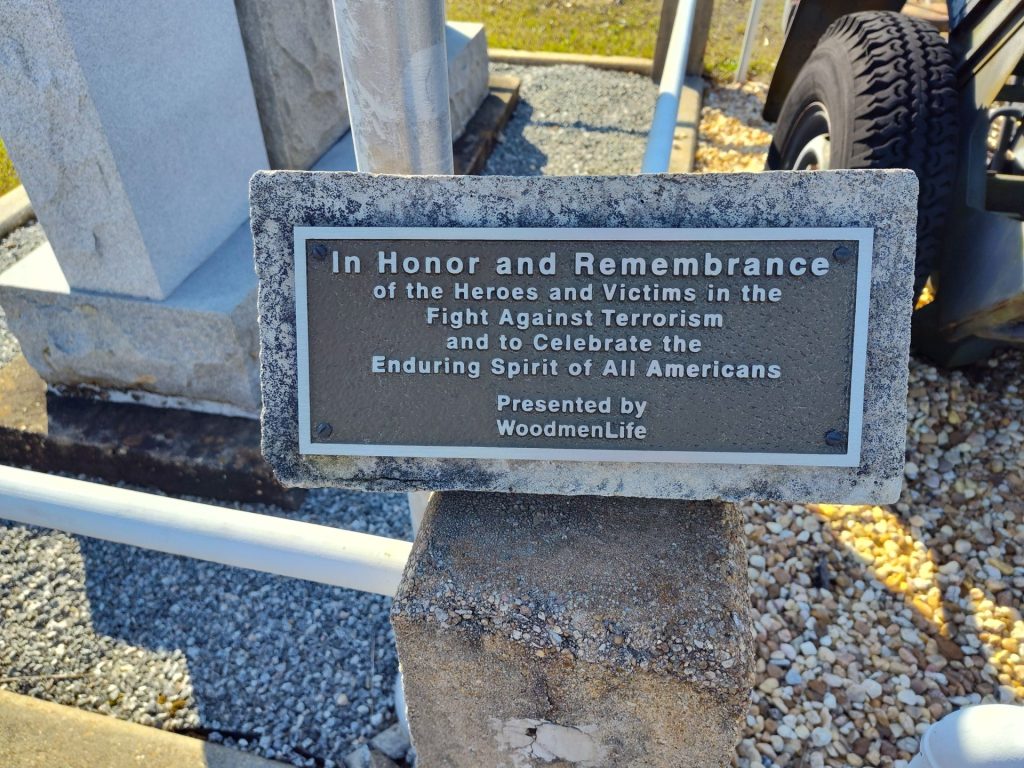 In Honor and Remembrance
of the Heroes and Victims in the
Fight Against Terrorism
and to Celebrate the
Enduring Spirit of All Americans
Presented by
WoodmenLife